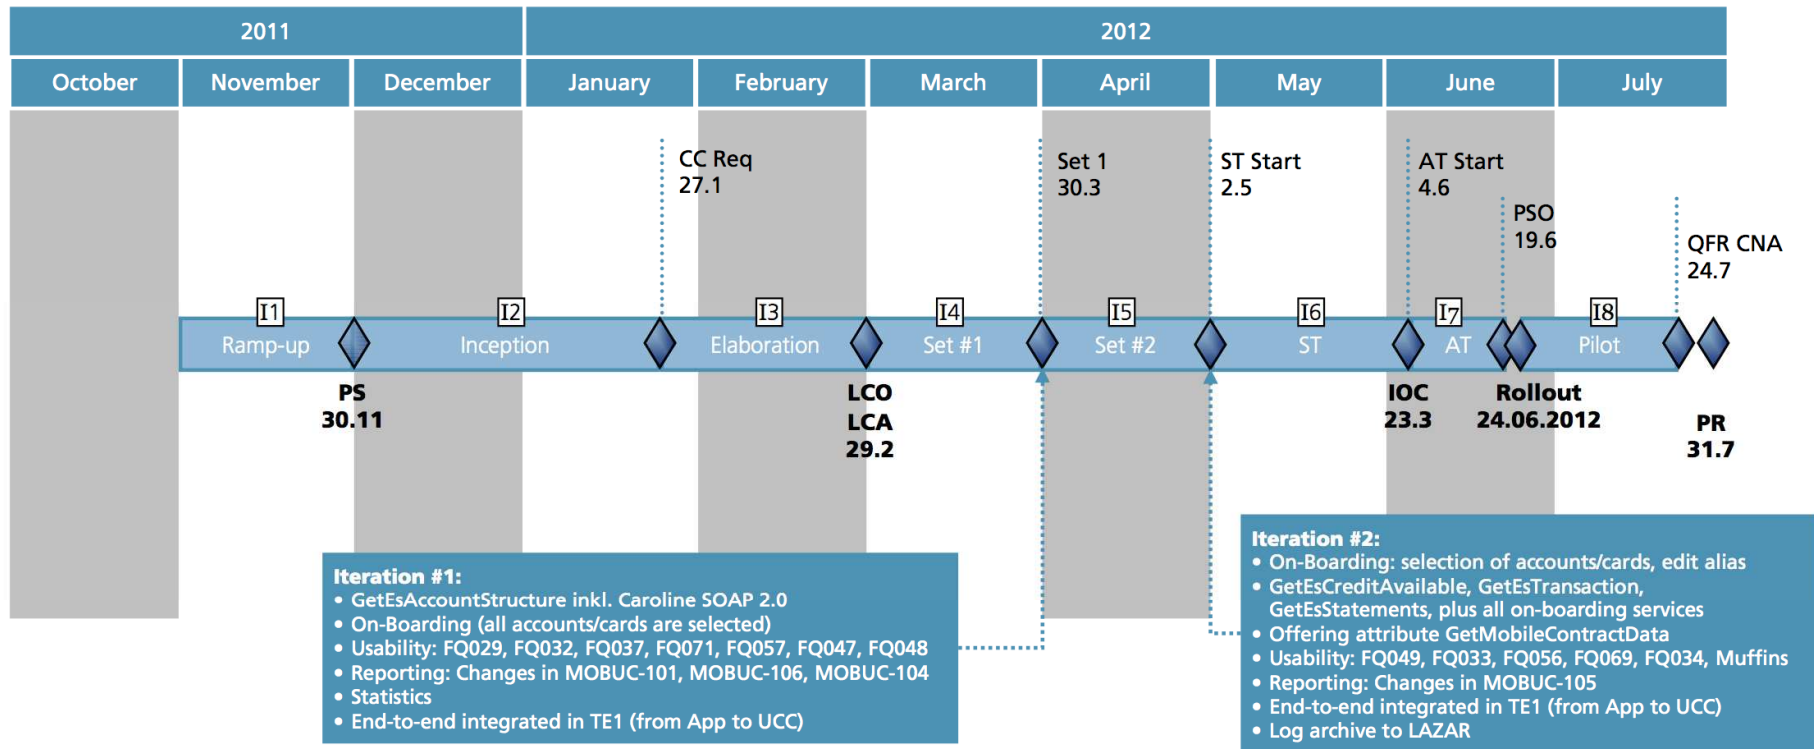 2011
2012
October
November
December
January
February
March
April
May
June
July
CC Req
27.1
Set 1
30.3
ST Start
2.5
AT Start
4.6
PSO
19.6
QFR CNA
24.7
I1
I2
I3
I4
I5
I6
I7
I8
Ramp-up
Inception
Elaboration
Set #1
Set #2
ST
AT
Pilot
PS
30.11
LCO
LCA
29.2
IOC
23.3
Rollout
24.06.2012
PR
31.7
Iteration #1:
• GetEsAccountStructure inkl. Caroline SOAP 2.0
• On-Boarding (all accounts/cards are selected)
• Usability: FQ029, FQ032, FQ037, FQ071, FQ057, FQ047, FQ048
• Reporting: Changes in MOBUC-101, MOBUC-106, MOBUC-104
• Statistics
• End-to-end integrated in TE1 (from App to UCC)
Iteration #2:
• On-Boarding: selection of accounts/cards, edit alias
• GetEsCreditAvailable, GetEsTransaction,
GetEsStatements, plus all on-boarding services
• Offering attribute GetMobileContractData
• Usability: FQ049, FQ033, FQ056, FQ069, FQ034, Muffins
• Reporting: Changes in MOBUC-105
• End-to-end integrated in TE1 (from App to UCC)
• Log archive to LAZAR